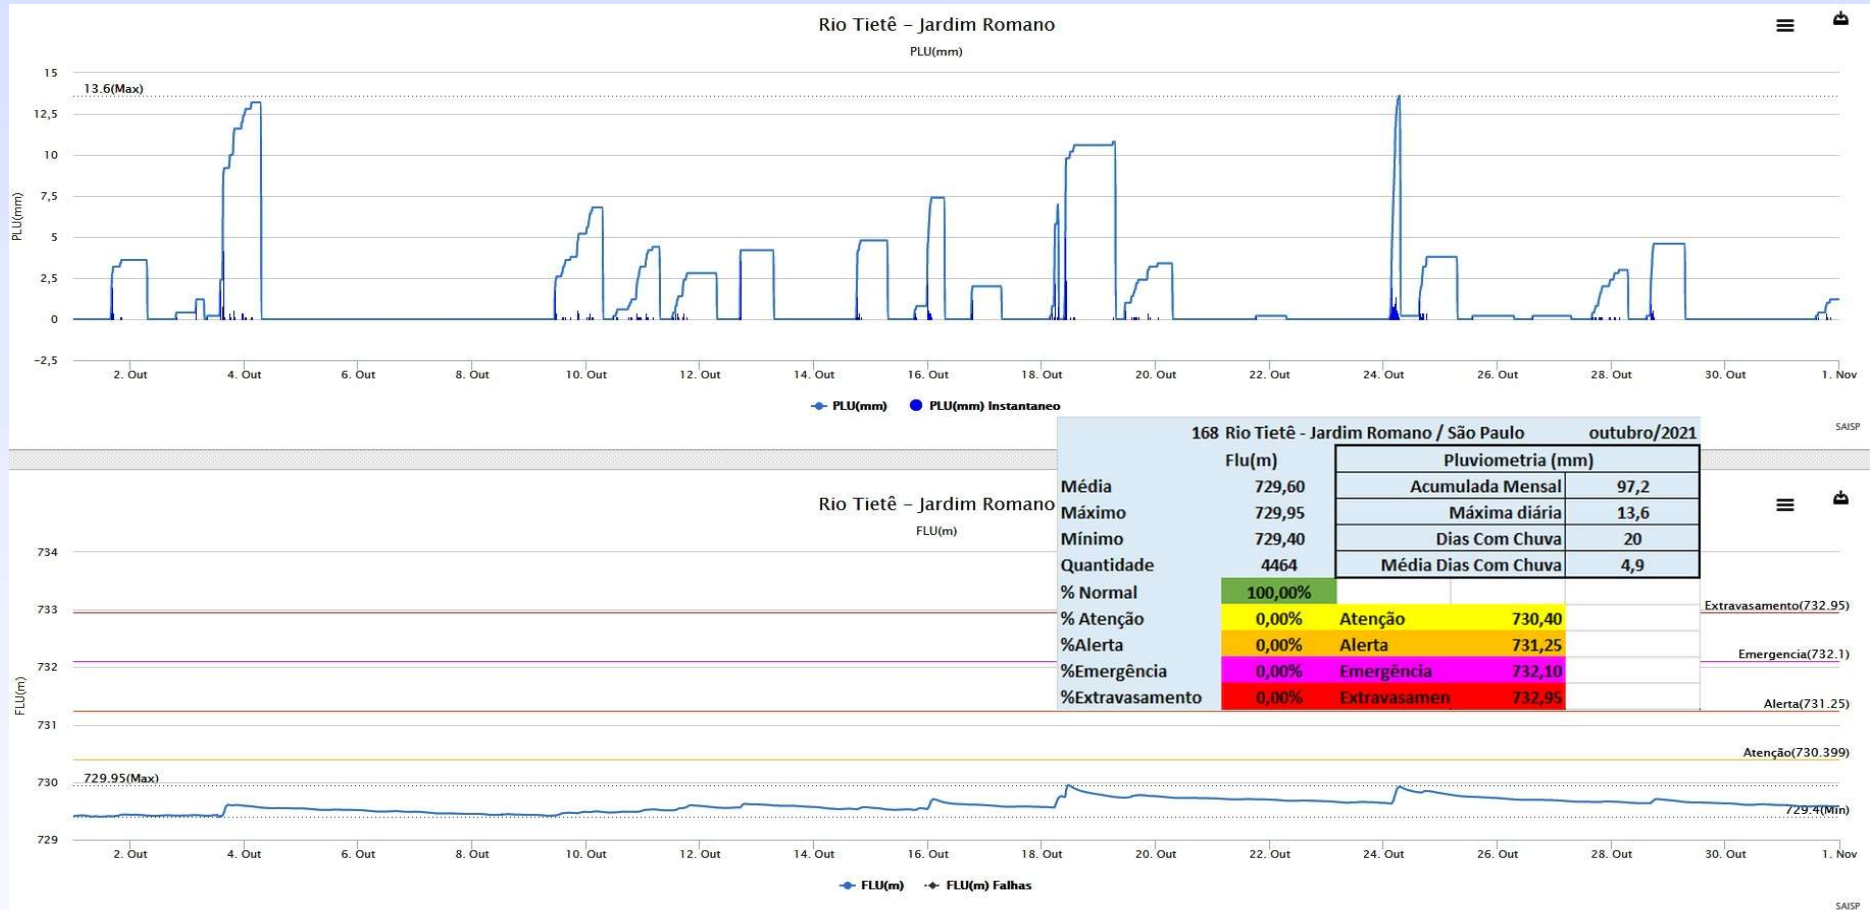 Rio Tietê – Jardim Romano
PLU(mm)
15
13.6(Max)
12,5
10
7,5
5
2,5
0
−2,5
PLU(mm)
2. Out 4. Out 6. Out 8. Out 10. Out 12. Out 14. Out 16. Out 18. Out 20. Out 22. Out 24. Out 26. Out 28. Out 30. Out 1. Nov
PLU(mm) PLU(mm) Instantaneo
SAISP
168 Rio Tietê - Jardim Romano / São Paulo outubro/2021
Flu(m) Pluviometria (mm)
Média 729,60 Acumulada Mensal 97,2
Máximo 729,95 Máxima diária 13,6
Mínimo 729,40 Dias Com Chuva 20
Quantidade 4464 Média Dias Com Chuva 4,9
% Normal 100,00%
% Atenção 0,00% Atenção 730,40
%Alerta 0,00% Alerta 731,25
%Emergência 0,00% Emergência 732,10
%Extravasamento 0,00% Extravasamen 732,95
Rio Tietê – Jardim Romano
FLU(m)
734
733
732
731
730
729
FLU(m)
Extravasamento(732.95)
Emergencia(732.1)
Alerta(731.25)
Atenção(730.399)
729.95(Max)
729.4(Min)
2. Out 4. Out 6. Out 8. Out 10. Out 12. Out 14. Out 16. Out 18. Out 20. Out 22. Out 24. Out 26. Out 28. Out 30. Out 1. Nov
FLU(m) FLU(m) Falhas
SAISP